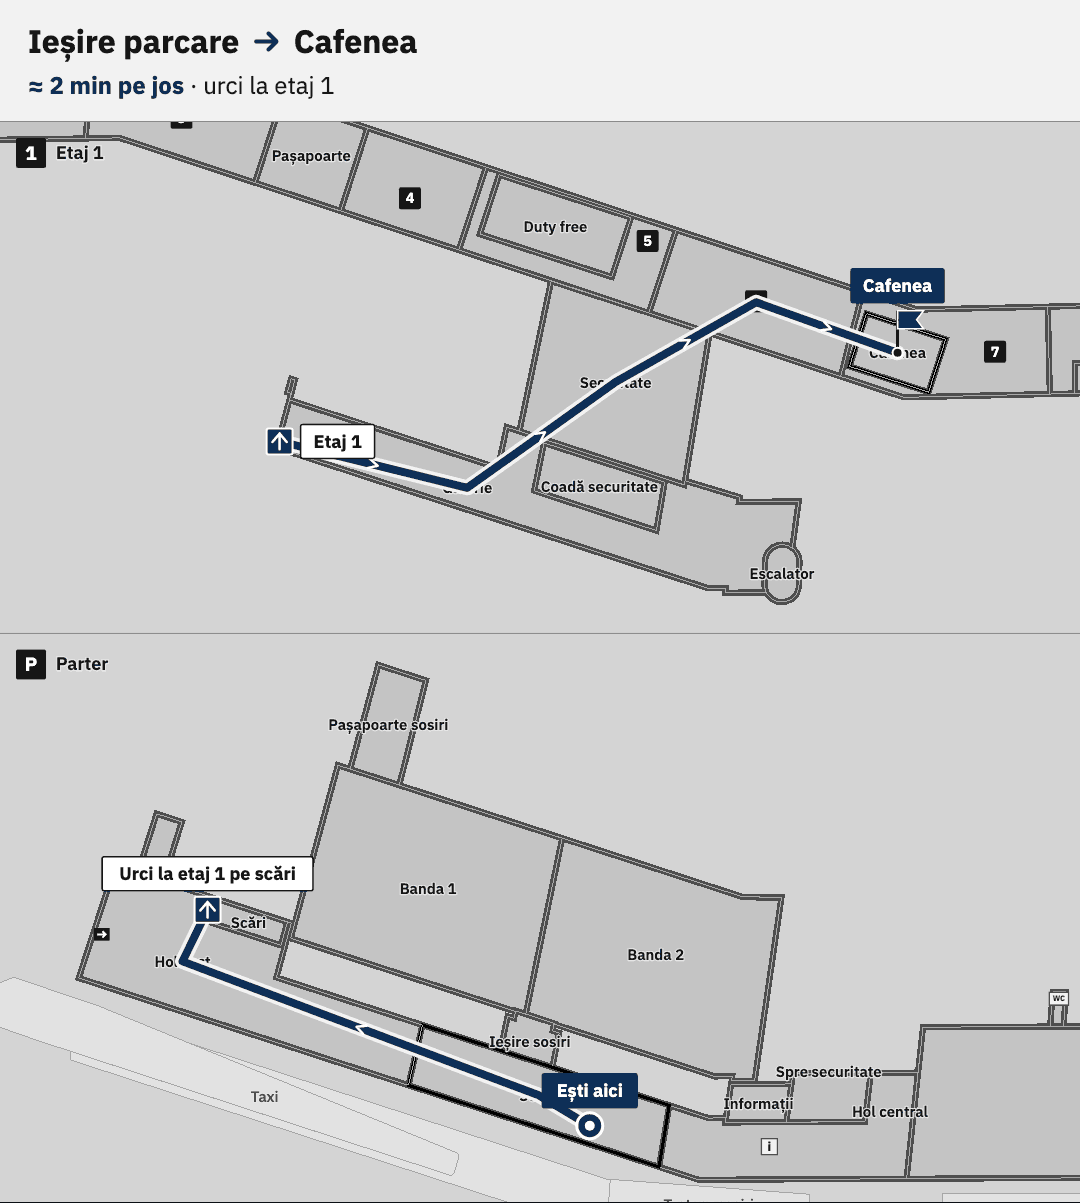 Ieșire parcare → Cafenea
≈ 2 min pe jos · urci la etaj 1
1 Etaj 1
Pașapoarte
4
Duty free
5
Cafenea
7
Securitate
Etaj 1
Coadă securitate
Escalator
P Parter
Pașapoarte sosiri
Urci la etaj 1 pe scări
Banda 1
Scări
Banda 2
WC
Ieșire sosiri
Spre securitate
Ești aici
Informații
Hol central
Taxi
i